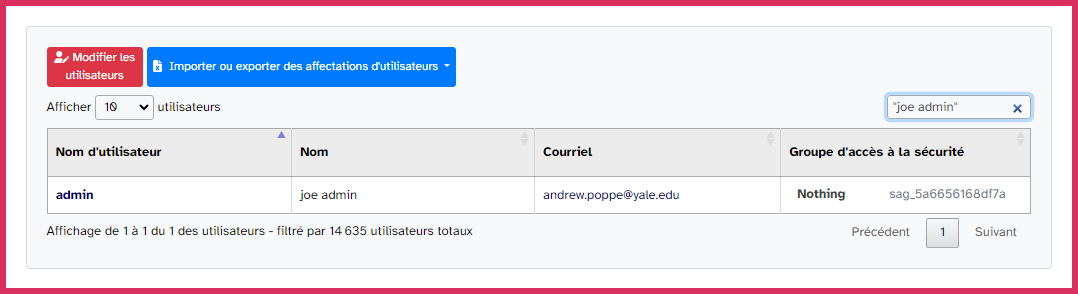 Modifier les
utilisateurs
Importer ou exporter des affectations d'utilisateurs
Afficher 10 utilisateurs
"joe admin"
Nom d'utilisateur Nom Courriel Groupe d'accès à la sécurité
admin joe admin andrew.poppe@yale.edu Nothing sag_5a6656168df7a
Affichage de 1 à 1 du 1 des utilisateurs - filtré par 14 635 utilisateurs totaux
Précédent 1 Suivant